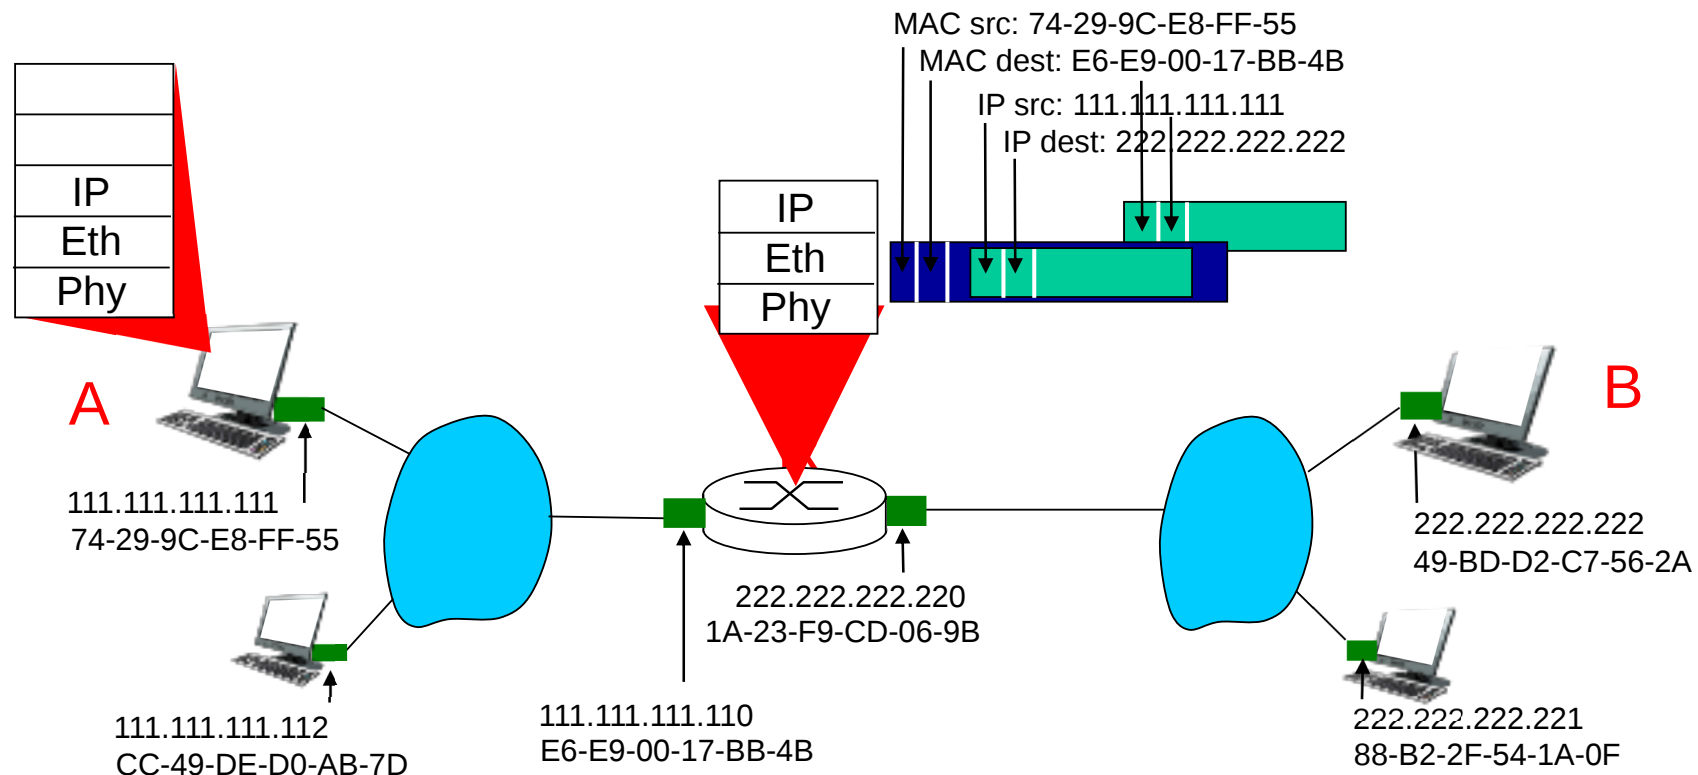 MAC src: 74-29-9C-E8-FF-55
MAC dest: E6-E9-00-17-BB-4B
IP src: 111.111.111.111
IP dest: 222.222.222.222
IP
Eth
Phy
IP
Eth
Phy
A
B
111.111.111.111
74-29-9C-E8-FF-55
222.222.222.222
49-BD-D2-C7-56-2A
222.222.222.220
1A-23-F9-CD-06-9B
111.111.111.112
CC-49-DE-D0-AB-7D
111.111.111.110
E6-E9-00-17-BB-4B
222.222.222.221
88-B2-2F-54-1A-0F